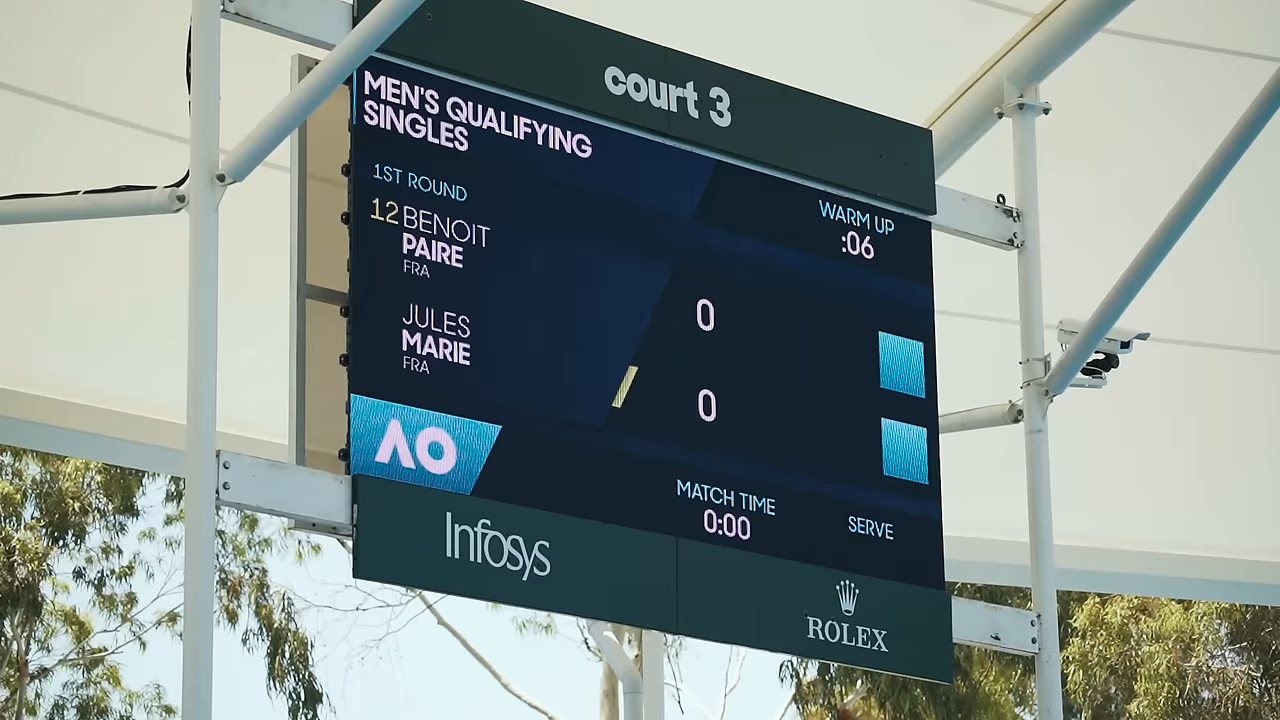 court 3
MEN'S QUALIFYING
SINGLES
1ST ROUND
WARM UP
:06
12 BENOIT
PAIRE
FRA
0
JULES
MARIE
FRA
0
AO
MATCH TIME
0:00
SERVE
Infosys
ROLEX